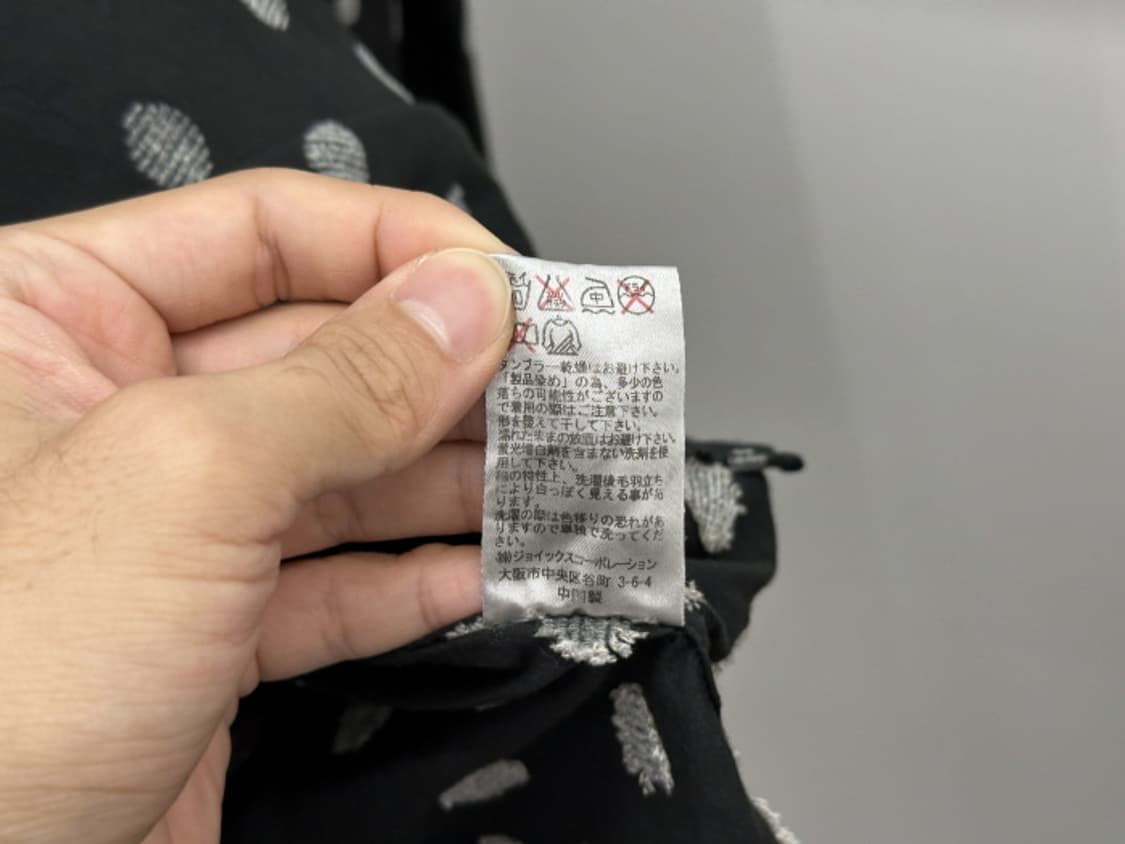 中
タンブラー乾燥はお避け下さい。
「製品染め」の為、多少の色
落ちの可能性がございますの
で着用の際はご注意下さい。
形を整えて干して下さい。
濡れたままの放置はお避け下さい。
蛍光増白剤を含まない洗剤を使
用して下さい。
の特性上、洗濯後毛羽立ち
により白っぽく見える事があ
ります。
洗濯の際は色移りの恐れがあ
りますので単独で洗ってくだ
さい。
㈱ジョイックスコーポレーション
大阪市中央区谷町 3-6-4
中国製